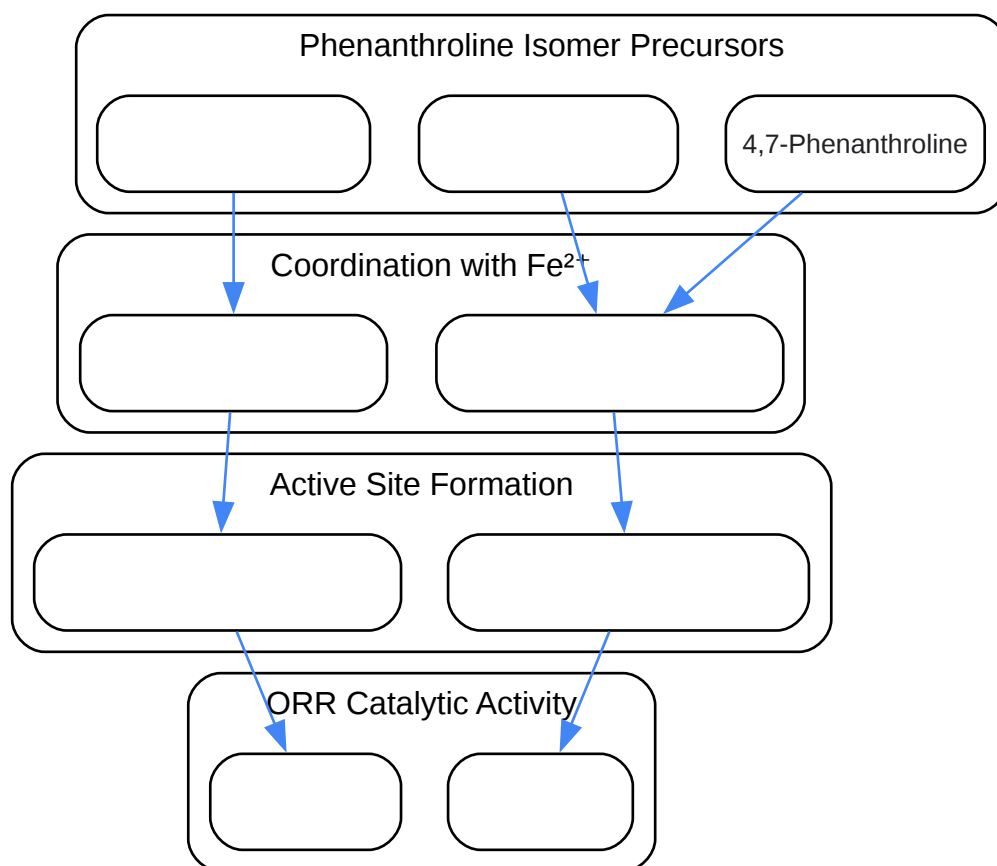 Phenanthroline Isomer Precursors
4,7-Phenanthroline
Coordination with Fe²⁺
Active Site Formation
ORR Catalytic Activity